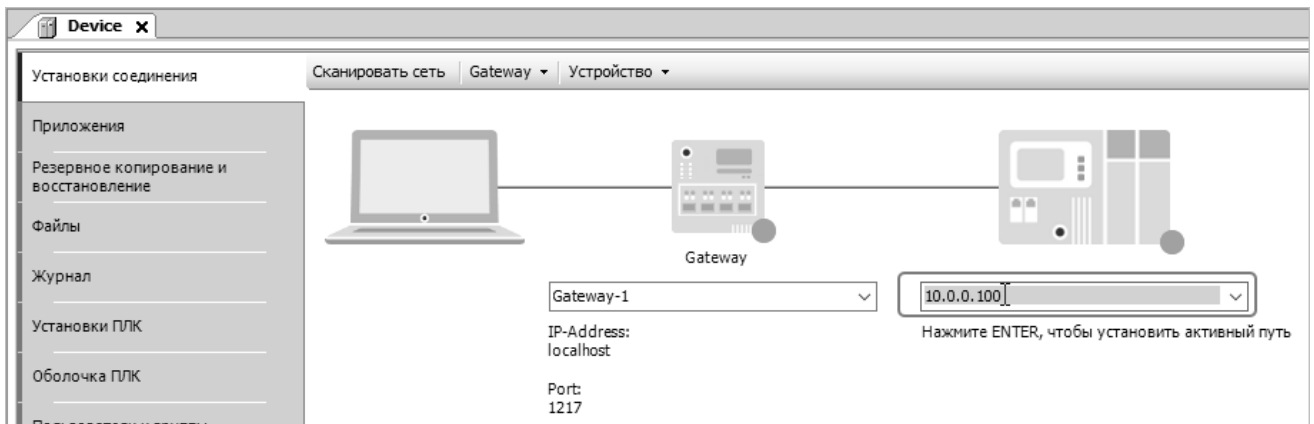 Device
Установки соединения
Сканировать сеть
Gateway
Устройство
Приложения
Резервное копирование и
восстановление
Файлы
Журнал
Установки ПЛК
Оболочка ПЛК
Gateway
Gateway-1
10.0.0.100
IP-Address:
localhost
Нажмите ENTER, чтобы установить активный путь
Port:
1217